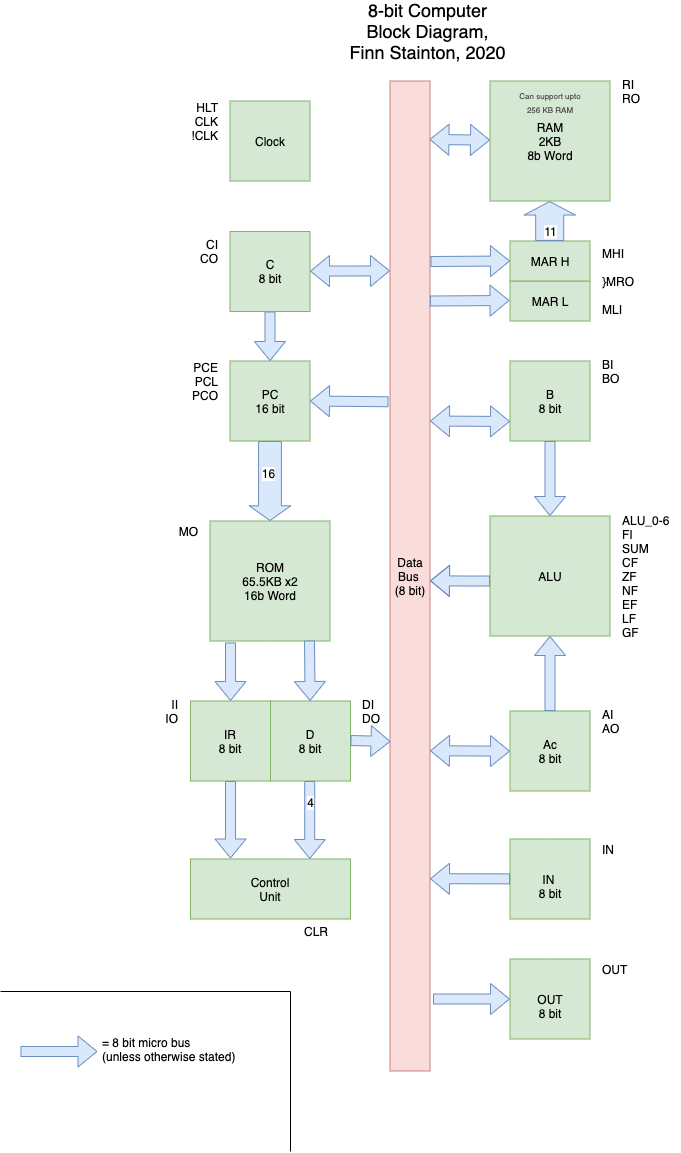 8-bit Computer
Block Diagram,
Finn Stainton, 2020
HLT
CLK
!CLK
Clock
Can support upto
256 KB RAM
RAM
2KB
8b Word
RI
RO
11
CI
CO
C
8 bit
MAR H
MAR L
MHI
}MRO
MLI
PCE
PCL
PCO
PC
16 bit
B
8 bit
BI
BO
16
MO
ROM
65.5KB x2
16b Word
Data
Bus
(8 bit)
ALU
ALU_0-6
FI
SUM
CF
ZF
NF
EF
LF
GF
II
IO
IR
8 bit
D
8 bit
DI
DO
Ac
8 bit
AI
AO
4
Control
Unit
CLR
IN
8 bit
IN
OUT
8 bit
OUT
= 8 bit micro bus
(unless otherwise stated)